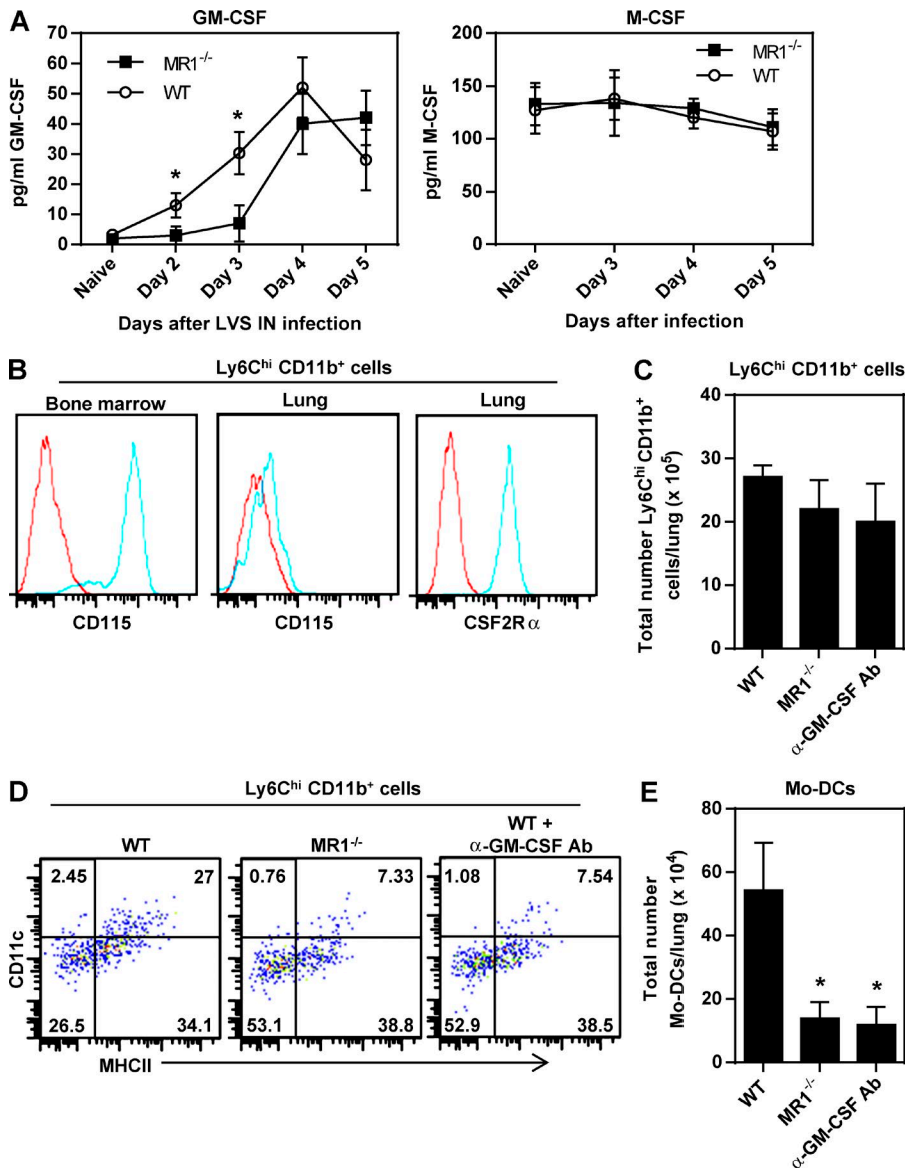 A
GM-CSF
pg/ml GM-CSF
70
60
50
40
30
20
10
0
MR1-/-
WT
*
*
Naive
Day 2
Day 3
Day 4
Day 5
Days after LVS IN infection
M-CSF
pg/ml M-CSF
200
150
100
50
0
MR1-/-
WT
Naive
Day 3
Day 4
Day 5
Days after infection
B
Ly6Chi CD11b+ cells
Bone marrow
Lung
Lung
CD115
CD115
CSF2R α
C
Ly6Chi CD11b+ cells
Total number Ly6Chi CD11b+
cells/lung (x 10⁵)
40
30
20
10
0
WT
MR1-/-
α-GM-CSF Ab
D
Ly6Chi CD11b+ cells
WT
MR1-/-
WT +
α-GM-CSF Ab
2.45
27
26.5
34.1
0.76
7.33
53.1
38.8
1.08
7.54
52.9
38.5
CD11c
MHCII
E
Mo-DCs
Total number
Mo-DCs/lung (x 10⁴)
80
60
40
20
0
*
*
WT
MR1-/-
α-GM-CSF Ab